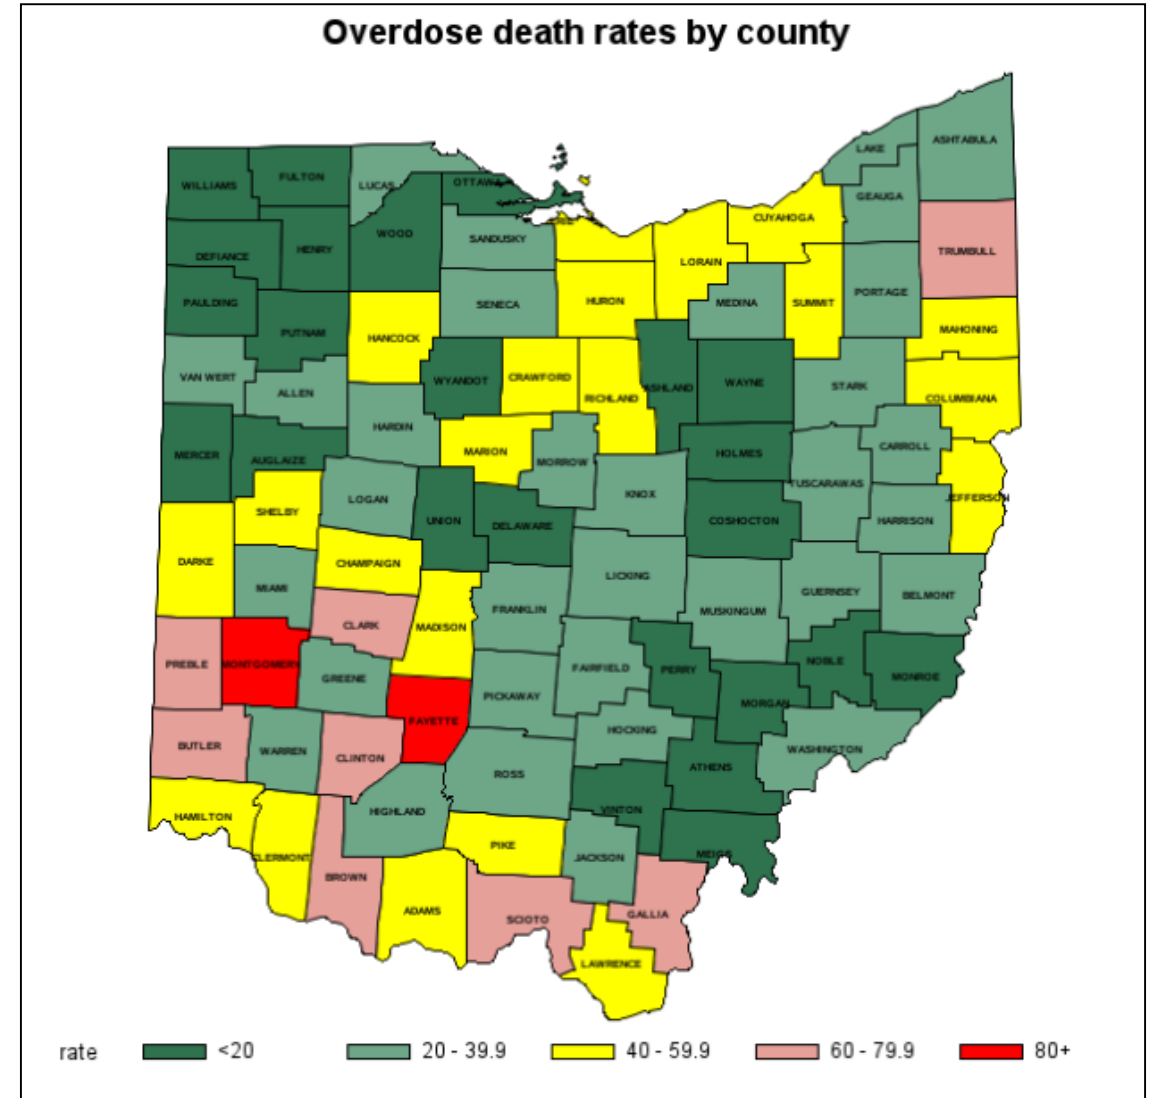 Overdose death rates by county
ASHTABULA
LAKE
GEAUGA
WILLIAMS
FULTON
LUCAS
OTTAWA
CUYAHOGA
WOOD
SANDUSKY
HENRY
DEFIANCE
LORAIN
TRUMBULL
PAULDING
SENECA
HURON
MEDINA
SUMMIT
PORTAGE
PUTNAM
HANCOCK
MAHONING
VAN WERT
ALLEN
WYANDOT
CRAWFORD
RICHLAND
ASHLAND
WAYNE
STARK
COLUMBIANA
HARDIN
MERCER
AUGLAIZE
MARION
MORROW
HOLMES
CARROLL
TUSCARAWAS
LOGAN
KNOX
JEFFERSON
SHELBY
UNION
DELAWARE
COSHOCTON
HARRISON
DARKE
CHAMPAIGN
LICKING
MIAMI
GUERNSEY
BELMONT
FRANKLIN
MUSKINGUM
CLARK
MADISON
PREBLE
MONTGOMERY
GREENE
FAIRFIELD
PERRY
NOBLE
MONROE
PICKAWAY
MORGAN
FAYETTE
HOCKING
BUTLER
WARREN
CLINTON
WASHINGTON
ROSS
ATHENS
HIGHLAND
VINTON
HAMILTON
PIKE
CLERMONT
JACKSON
MEIGS
BROWN
ADAMS
SCIOTO
GALLIA
LAWRENCE
rate <20 20 - 39.9 40 - 59.9 60 - 79.9 80+